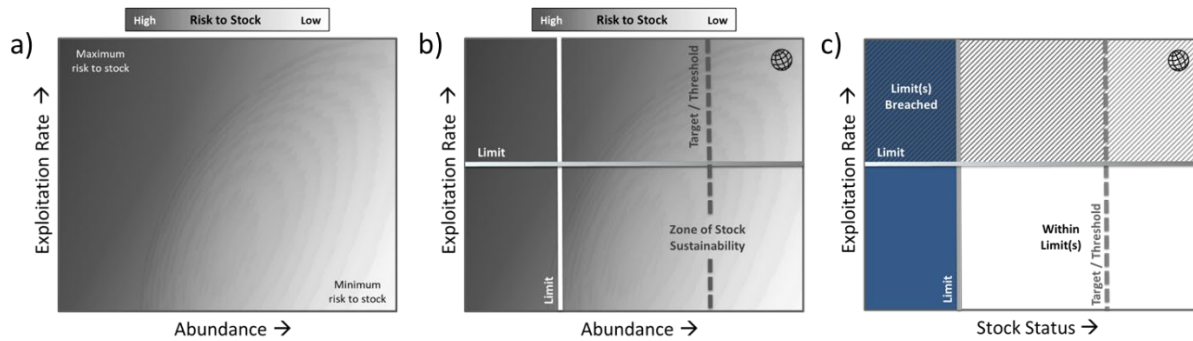 High Risk to Stock Low
a)
Maximum
risk to stock
Minimum
risk to stock
Exploitation Rate →
Abundance →
High Risk to Stock Low
b)
Target / Threshold
Limit
Zone of Stock
Sustainability
Limit
Exploitation Rate →
Abundance →
c)
Limit(s)
Breached
Limit
Within
Limit(s)
Target / Threshold
Limit
Exploitation Rate →
Stock Status →